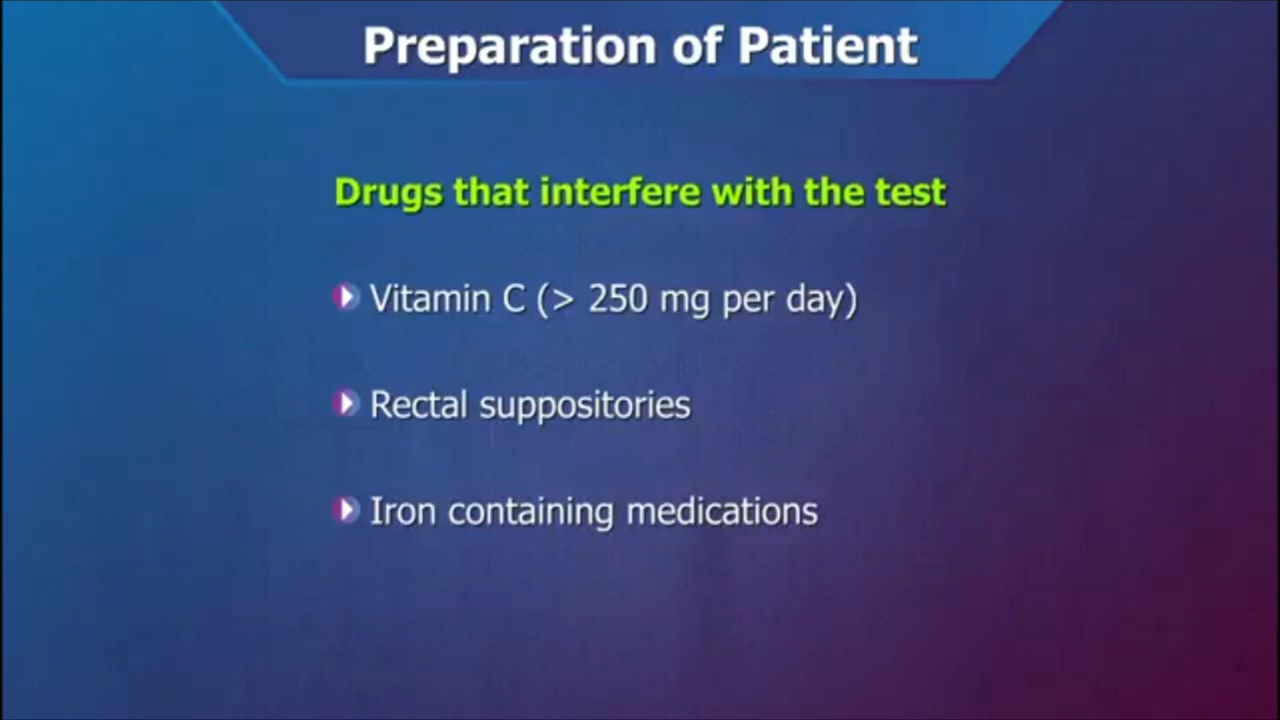 Preparation of Patient
Drugs that interfere with the test
Vitamin C (> 250 mg per day)
Rectal suppositories
Iron containing medications